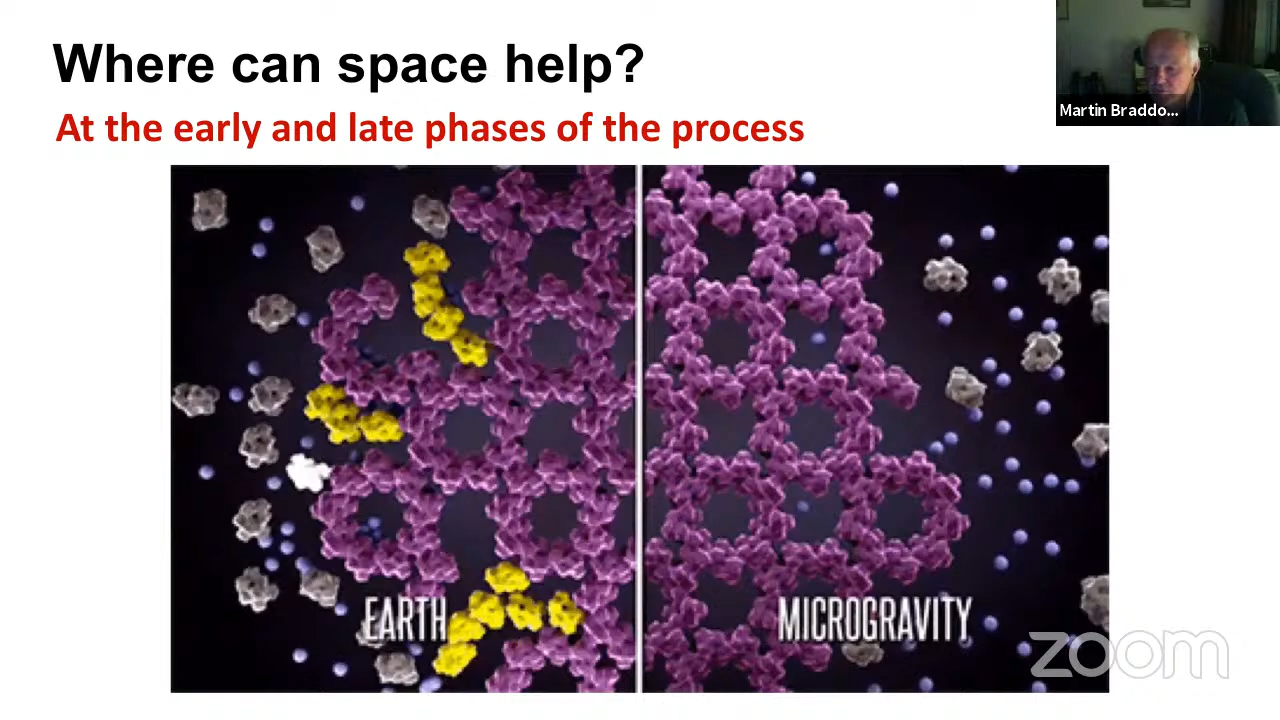 Where can space help?
At the early and late phases of the process
Martin Braddo...
EARTH
MICROGRAVITY
zoom